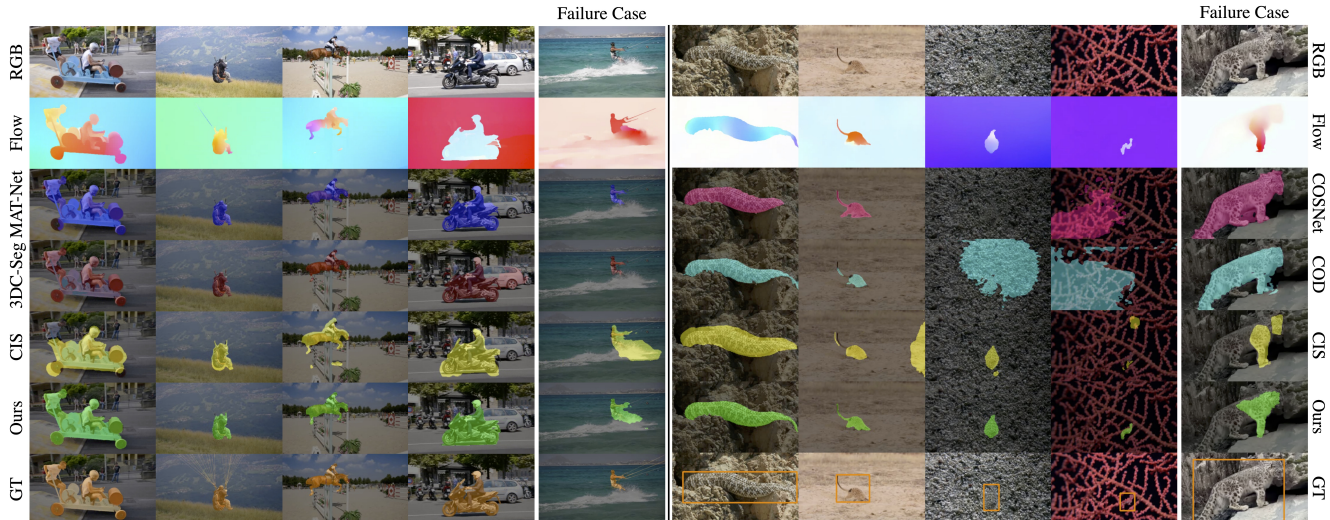 Failure Case
Failure Case
RGB
Flow
MAT-Net
3DC-Seg
CIS
Ours
GT
RGB
Flow
COSNet
COD
CIS
Ours
GT